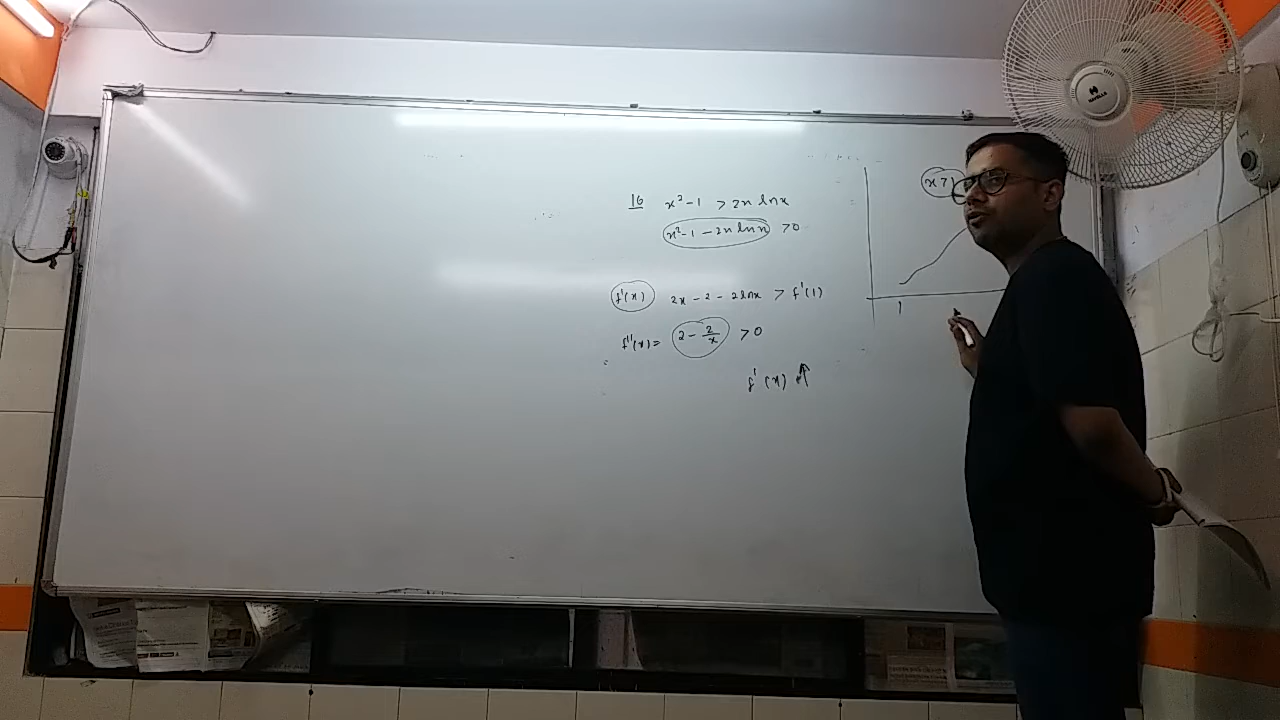 16 x²-1 > 2x ln x
x²-1 - 2x ln x > 0
f'(x) 2x - 2 - 2 ln x > f'(1)
f''(x) = 2 - 2/x > 0
f'(x) ↑
x > 1
1